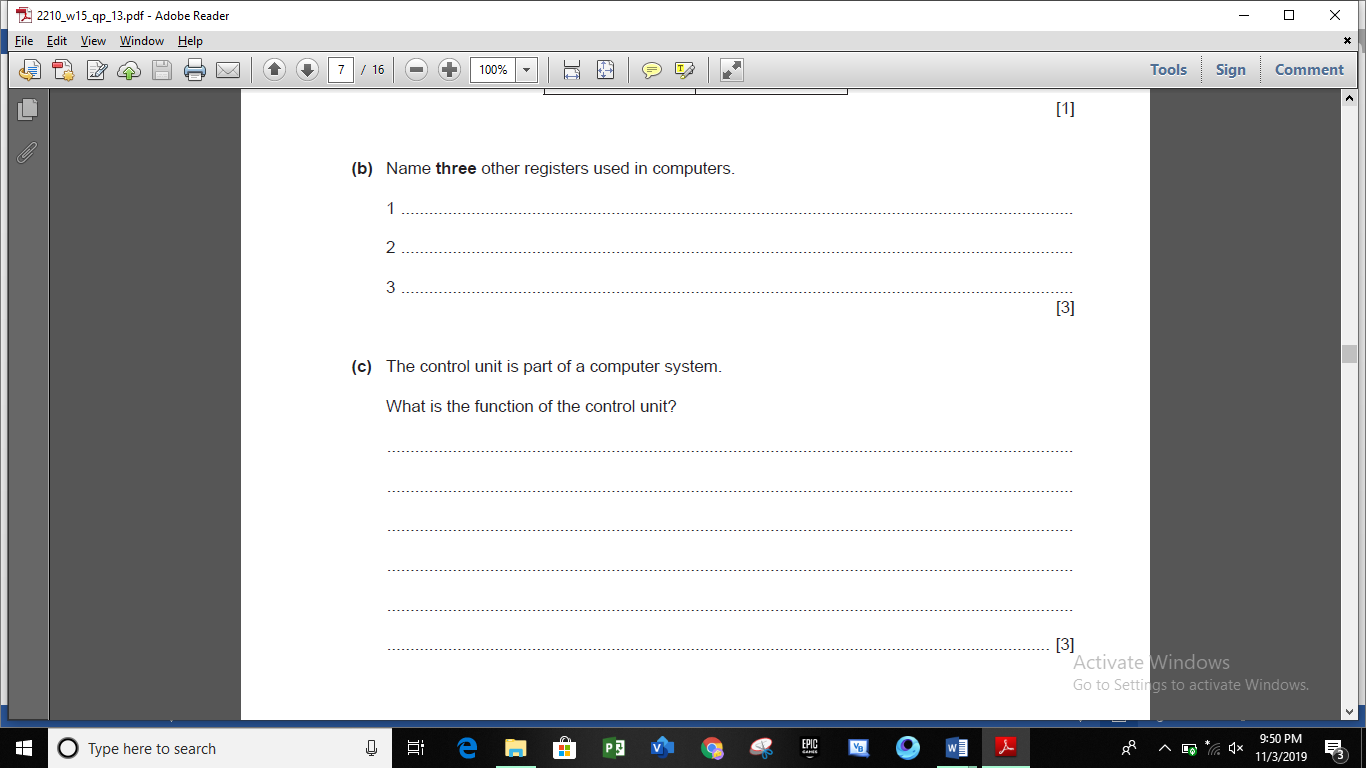 2210_w15_qp_13.pdf - Adobe Reader
File Edit View Window Help
7 / 16 100% Tools Sign Comment
[1]
(b) Name three other registers used in computers.
1 ................................................................
2 ................................................................
3 ................................................................
[3]
(c) The control unit is part of a computer system.
What is the function of the control unit?
................................................................
................................................................
................................................................
................................................................
................................................................
................................................................ [3]
Activate Windows
Go to Settings to activate Windows.
Type here to search
EPIC GAMES
9:50 PM
11/3/2019
3